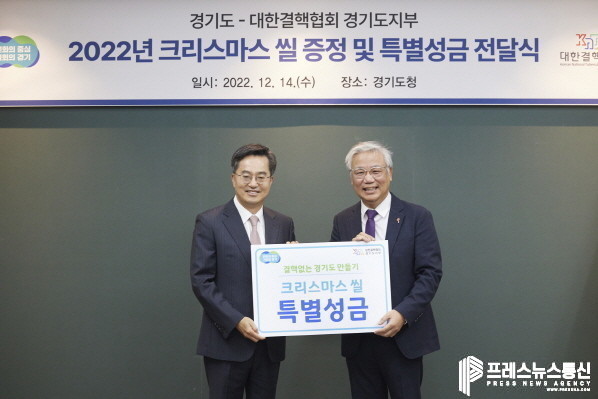 경기도 - 대한결핵협회 경기도지부
2022년 크리스마스 씰 증정 및 특별성금 전달식
대한결핵
일시: 2022. 12. 14.(수) 장소: 경기도청
결핵없는 경기도 만들기
크리스마스 씰
특별성금
프레스뉴스통신
PRESS NEWS AGENCY